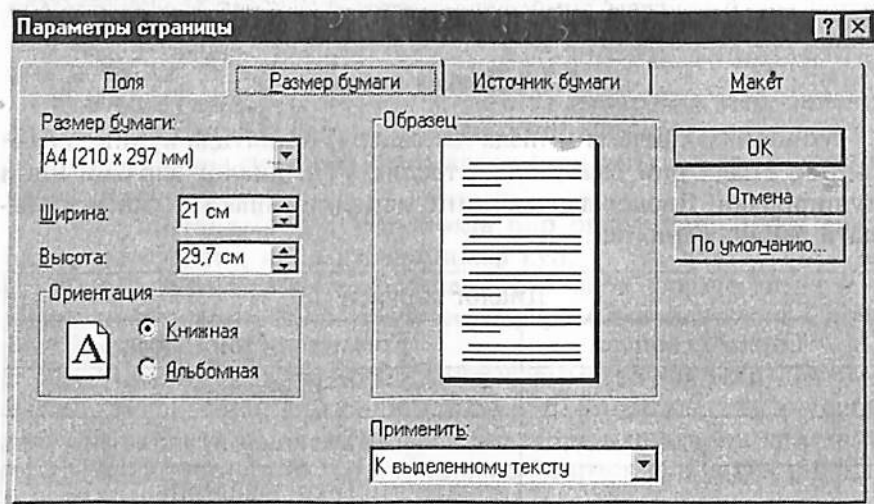 Параметры страницы
Поля
Размер бумаги
Источник бумаги
Макет
Размер бумаги:
A4 (210 x 297 мм)
Ширина:
21 см
Высота:
29,7 см
Ориентация
A
Книжная
Альбомная
Образец
Применить:
К выделенному тексту
OK
Отмена
По умолчанию...